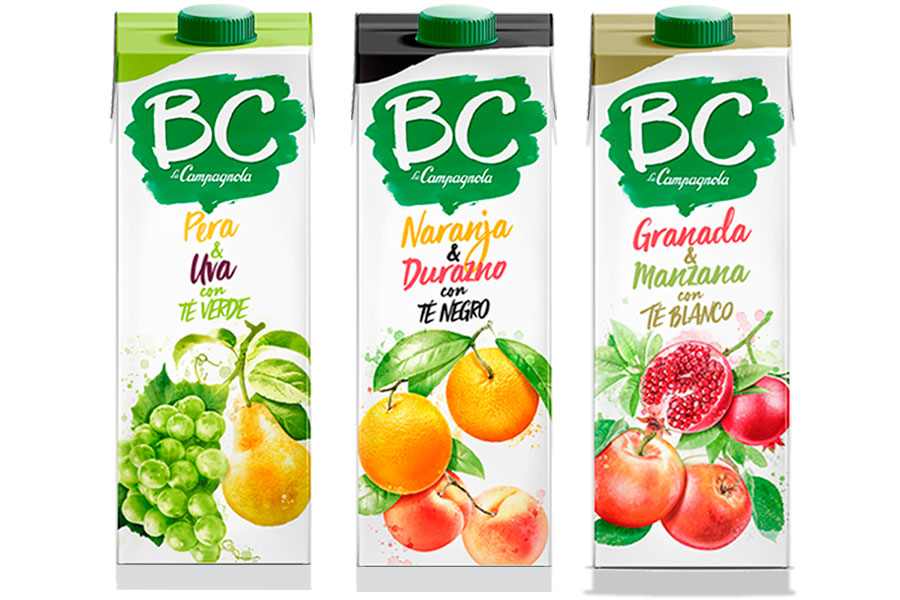 BC
La Campagnola
Pera
&
Uva
con
TÉ VERDE
BC
La Campagnola
Naranja
&
Durazno
con
TÉ NEGRO
BC
La Campagnola
Granada
&
Manzana
con
TÉ BLANCO